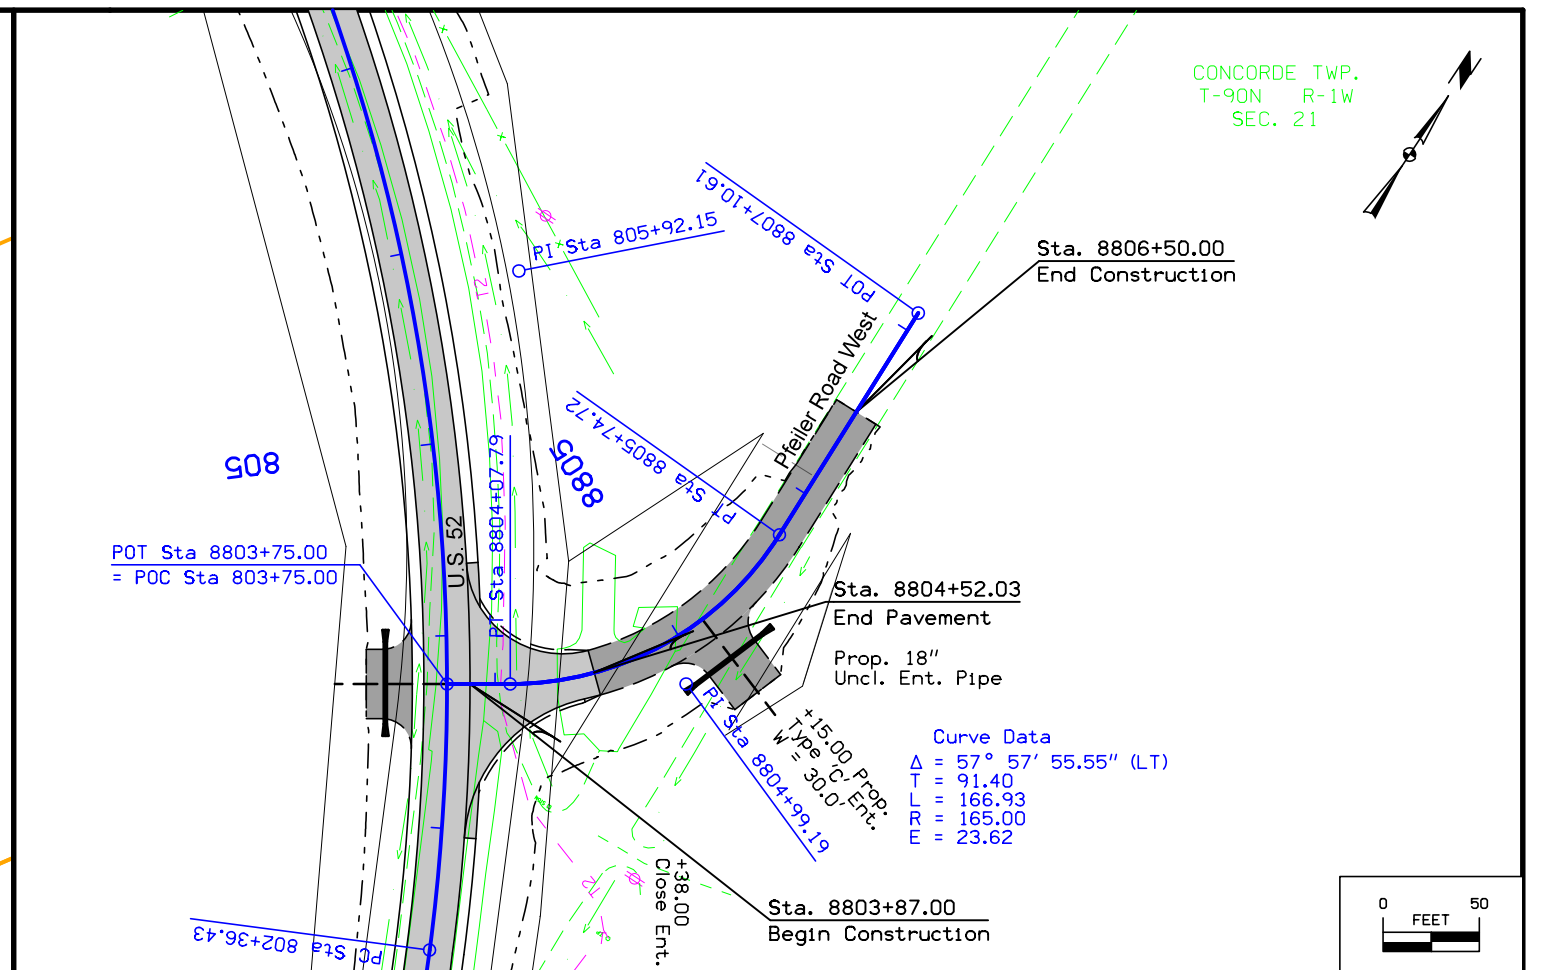 CONCORDE TWP.
T-90N R-1W
SEC. 21
POT Sta 8807+10.61
PI Sta 805+92.15
Sta. 8806+50.00
End Construction
T2
Pfeiler Road West
PT Sta 8805+74.72
8805
805
PT Sta 8804+07.79
U.S. 52
POT Sta 8803+75.00
= POC Sta 803+75.00
Sta. 8804+52.03
End Pavement
Prop. 18"
Uncl. Ent. Pipe
PI Sta 8804+99.19
+15.00 Prop.
Type 'C' Ent.
W = 30.0'
Curve Data
Δ = 57° 57' 55.55" (LT)
T = 91.40
L = 166.93
R = 165.00
E = 23.62
+38.00
Close Ent.
T2
Sta. 8803+87.00
Begin Construction
PC Sta 802+36.43
0 50
FEET